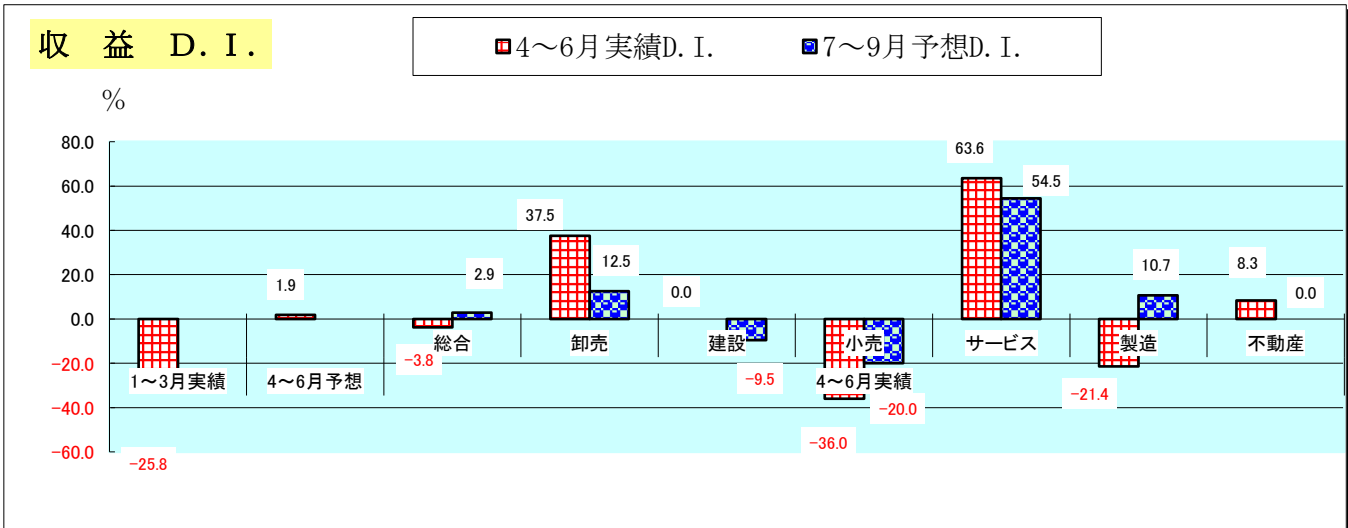 収 益 Ｄ．Ｉ．
4～6月実績D.I.
7～9月予想D.I.
%
80.0
60.0
40.0
20.0
0.0
-20.0
-40.0
-60.0
-25.8
1.9
-3.8
2.9
37.5
12.5
0.0
-9.5
-36.0
-20.0
63.6
54.5
-21.4
10.7
8.3
0.0
総合
卸売
建設
小売
サービス
製造
不動産
1～3月実績
4～6月予想
4～6月実績